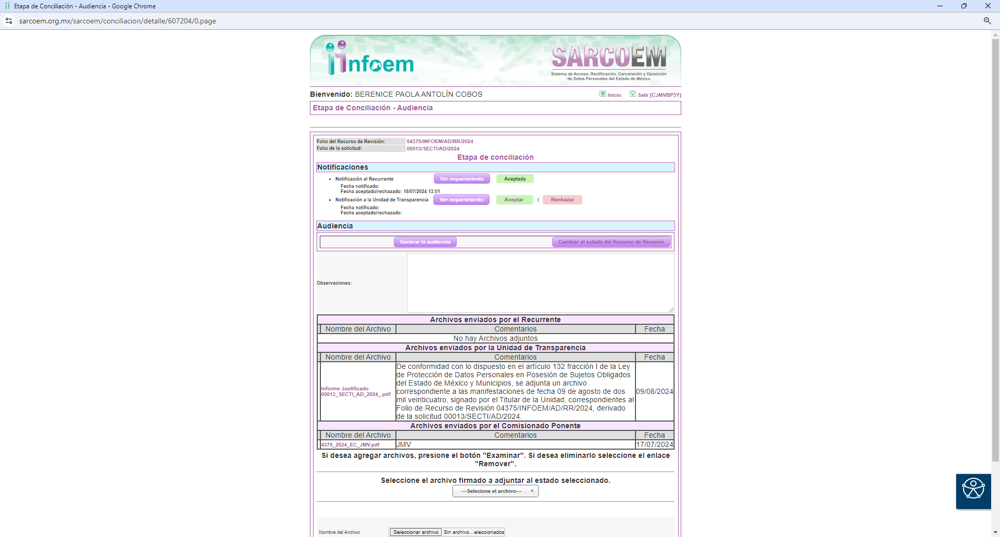 Etapa de Conciliación - Audiencia - Google Chrome
sarcoem.org.mx/sarcoem/conciliacion/detalle/607204/0.page
infoem
SARCOEM
Sistema de Acceso, Rectificación, Cancelación y Oposición
de Datos Personales del Estado de México
Bienvenido: BERENICE PAOLA ANTOLÍN COBOS
Inicio Salir [CJMVBP3Y]
Etapa de Conciliación - Audiencia
Folio del Recurso de Revisión: 04375/INFOEM/AD/RR/2024
Folio de la solicitud: 00013/SECTI/AD/2024
Etapa de conciliación
Notificaciones
• Notificación al Recurrente Ver requerimiento Aceptada
Fecha notificado:
Fecha aceptado/rechazado: 18/07/2024 13:01
• Notificación a la Unidad de Transparencia Ver requerimiento Aceptar | Rechazar
Fecha notificado:
Fecha aceptado/rechazado:
Audiencia
Generar la audiencia Cambiar el estado del Recurso de Revisión
Observaciones:
Archivos enviados por el Recurrente
Nombre del Archivo Comentarios Fecha
No hay Archivos adjuntos
Archivos enviados por la Unidad de Transparencia
Nombre del Archivo Comentarios Fecha
Informe Justificado
00013_SECTI_AD_2024_.pdf
De conformidad con lo dispuesto en el artículo 132 fracción I de la Ley
de Protección de Datos Personales en Posesión de Sujetos Obligados
del Estado de México y Municipios, se adjunta un archivo
correspondiente a las manifestaciones de fecha 09 de agosto de dos
mil veinticuatro, signado por el Titular de la Unidad, correspondientes al
Folio de Recurso de Revisión 04375/INFOEM/AD/RR/2024, derivado
de la solicitud 00013/SECTI/AD/2024.
09/08/2024
Archivos enviados por el Comisionado Ponente
Nombre del Archivo Comentarios Fecha
4375_2024_EC_JMV.pdf JMV 17/07/2024
Si desea agregar archivos, presione el botón "Examinar". Si desea eliminarlo seleccione el enlace
"Remover".
Seleccione el archivo firmado a adjuntar al estado seleccionado.
---Selecione el archivo---
Nombre del Archivo Seleccionar archivo Sin archivo...eleccionados